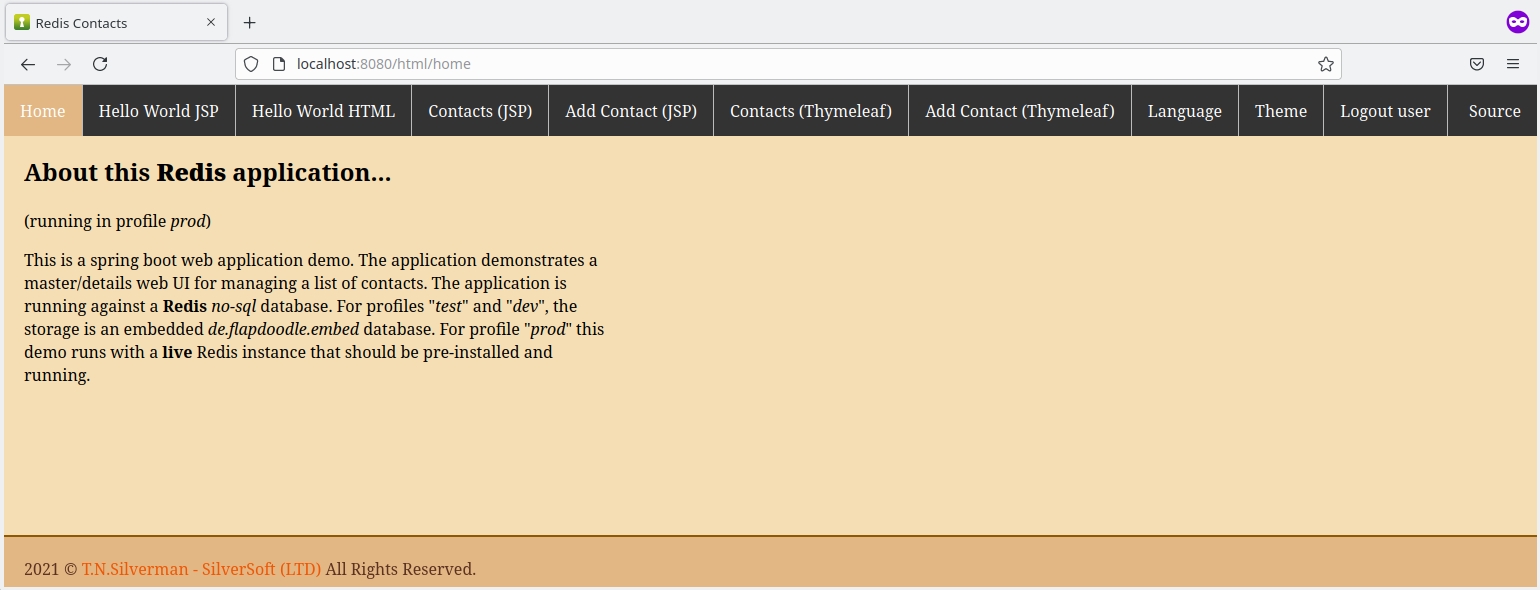 Redis Contacts
localhost:8080/html/home
Home Hello World JSP Hello World HTML Contacts (JSP) Add Contact (JSP) Contacts (Thymeleaf) Add Contact (Thymeleaf) Language Theme Logout user Source
About this Redis application...
(running in profile prod)
This is a spring boot web application demo. The application demonstrates a
master/details web UI for managing a list of contacts. The application is
running against a Redis no-sql database. For profiles "test" and "dev", the
storage is an embedded de.flapdoodle.embed database. For profile "prod" this
demo runs with a live Redis instance that should be pre-installed and
running.
2021 © T.N.Silverman - SilverSoft (LTD) All Rights Reserved.